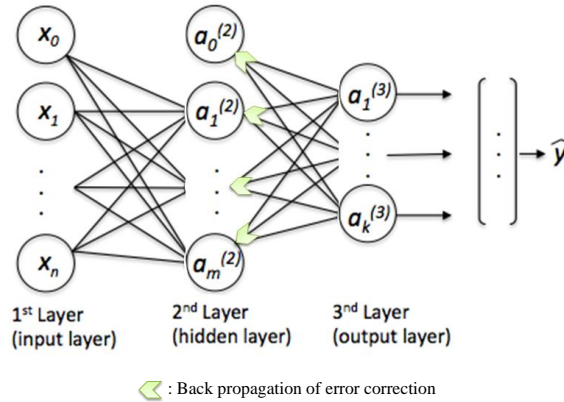 x₀ a₀⁽²⁾
x₁ a₁⁽²⁾ a₁⁽³⁾
ŷ
xₙ aₘ⁽²⁾ aₖ⁽³⁾
1ˢᵗ Layer 2ⁿᵈ Layer 3ⁿᵈ Layer
(input layer) (hidden layer) (output layer)
: Back propagation of error correction